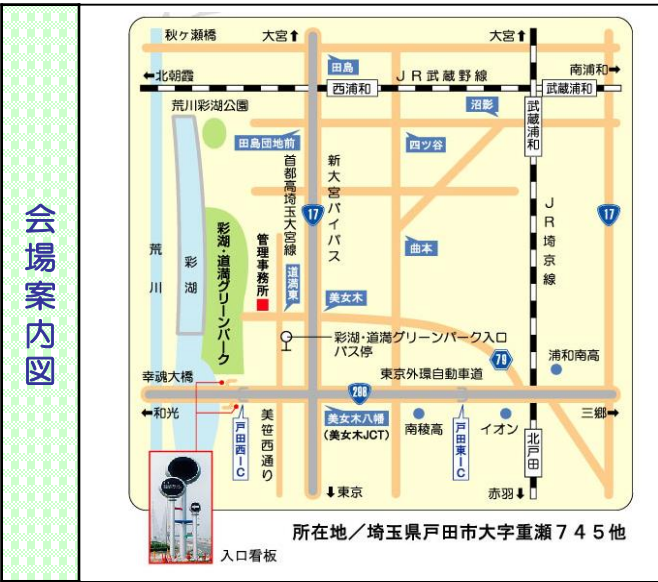 会場案内図
秋ヶ瀬橋
大宮↑
大宮↑
田島
←北朝霞
JR武蔵野線
南浦和→
西浦和
武蔵浦和
武蔵浦和
荒川彩湖公園
沼影
田島団地前
四ツ谷
首都高埼玉大宮線
新大宮バイパス
17
17
JR埼京線
荒川
彩湖
彩湖・道満グリーンパーク
管理事務所
道満東
曲本
美女木
彩湖・道満グリーンパーク入口
バス停
79
浦和南高
幸魂大橋
東京外環自動車道
298
←和光
三郷→
戸田西IC
美笹西通り
美女木八幡
(美女木JCT)
南稜高
戸田東IC
イオン
北戸田
↓東京
赤羽↓
所在地/埼玉県戸田市大字重瀬745他
入口看板